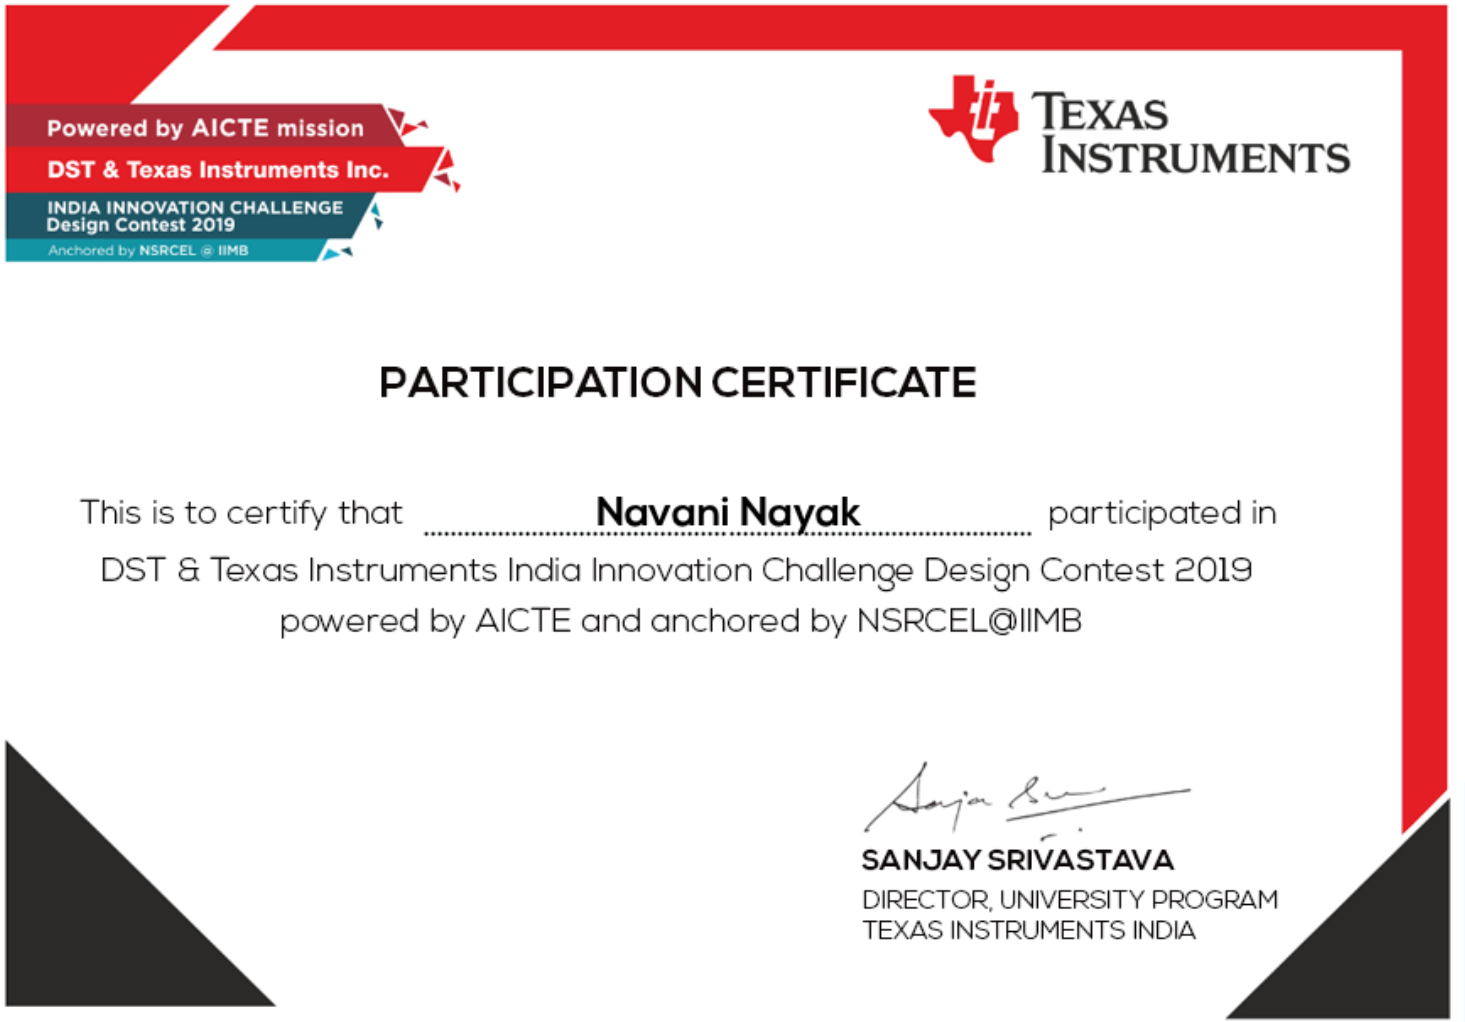 Powered by AICTE mission
DST & Texas Instruments Inc.
INDIA INNOVATION CHALLENGE
Design Contest 2019
Anchored by NSRCEL @ IIMB
TEXAS
INSTRUMENTS
PARTICIPATION CERTIFICATE
This is to certify that Navani Nayak participated in
DST & Texas Instruments India Innovation Challenge Design Contest 2019
powered by AICTE and anchored by NSRCEL@IIMB
SANJAY SRIVASTAVA
DIRECTOR, UNIVERSITY PROGRAM
TEXAS INSTRUMENTS INDIA